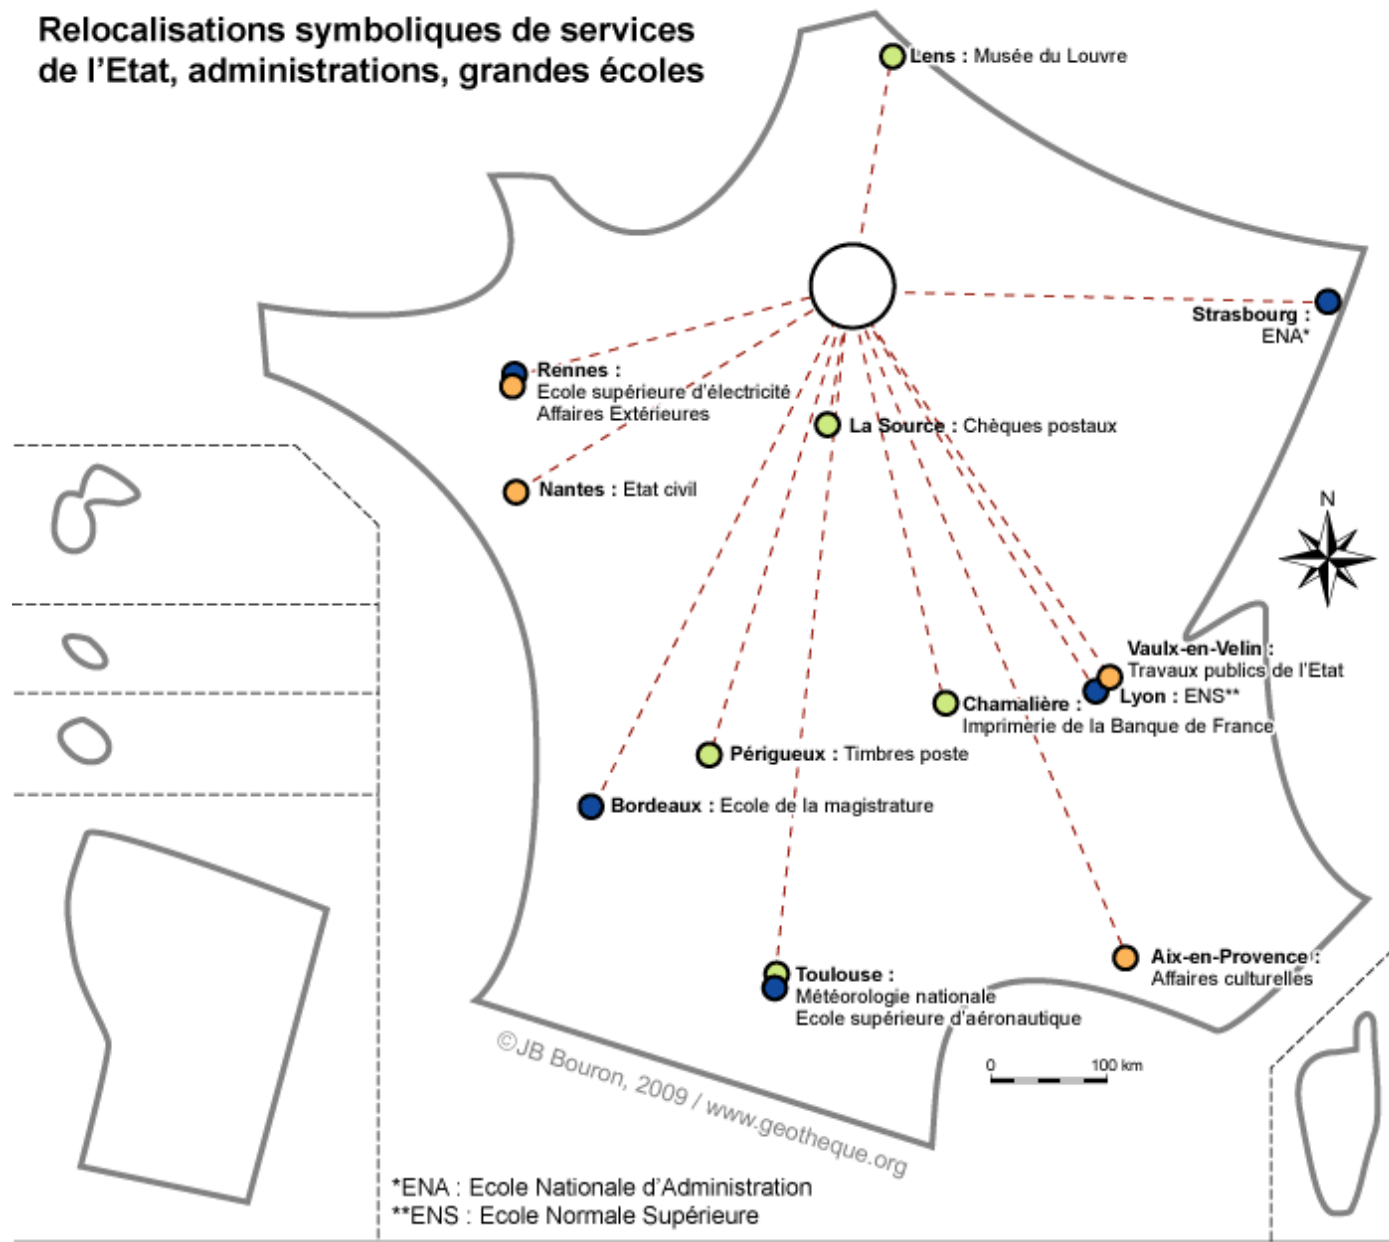 Relocalisations symboliques de services
de l'Etat, administrations, grandes écoles
Lens : Musée du Louvre
Strasbourg :
ENA*
Rennes :
Ecole supérieure d'électricité
Affaires Extérieures
La Source : Chèques postaux
Nantes : Etat civil
N
Vaulx-en-Velin :
Travaux publics de l'Etat
Lyon : ENS**
Chamalière :
Imprimerie de la Banque de France
Périgueux : Timbres poste
Bordeaux : Ecole de la magistrature
Aix-en-Provence :
Affaires culturelles
Toulouse :
Météorologie nationale
Ecole supérieure d'aéronautique
0 100 km
©JB Bouron, 2009 / www.geotheque.org
*ENA : Ecole Nationale d'Administration
**ENS : Ecole Normale Supérieure